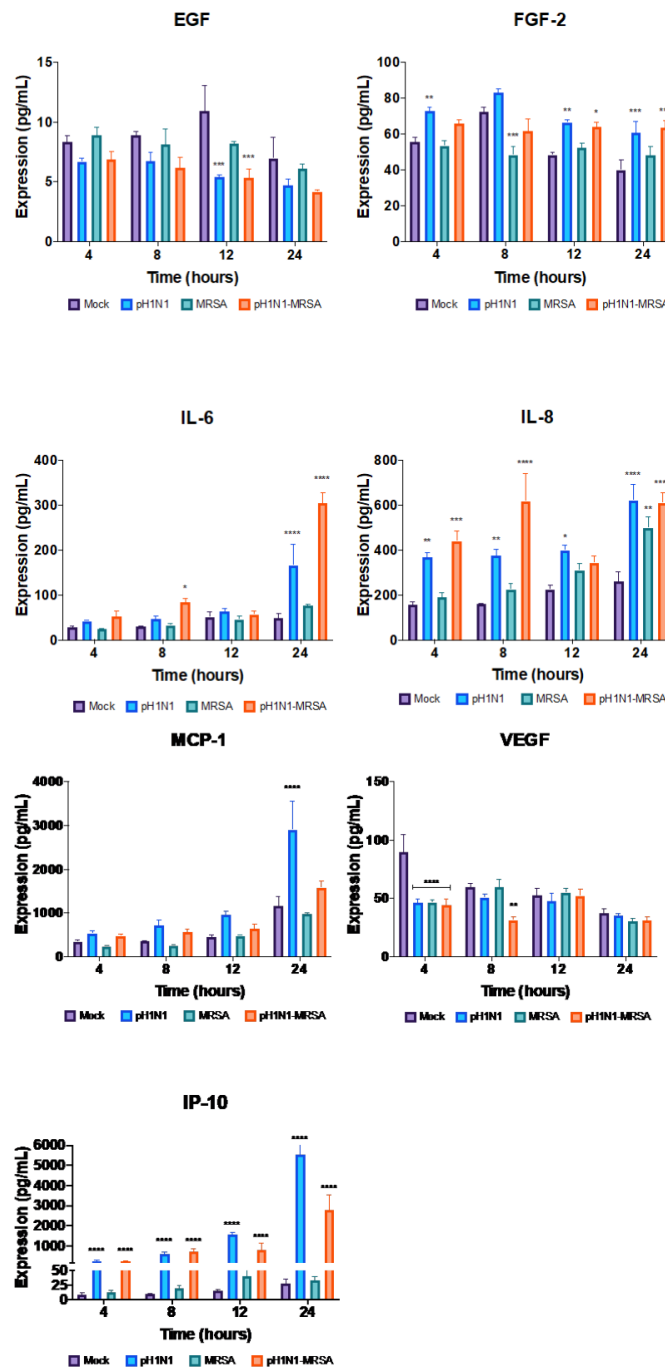 EGF
Expression (pg/mL)
15
10
5
0
*** ***
4 8 12 24
Time (hours)
Mock pH1N1 MRSA pH1N1-MRSA
FGF-2
Expression (pg/mL)
100
80
60
40
20
0
** *** ** * ***
4 8 12 24
Time (hours)
Mock pH1N1 MRSA pH1N1-MRSA
IL-6
Expression (pg/mL)
400
300
200
100
0
* **** ****
4 8 12 24
Time (hours)
Mock pH1N1 MRSA pH1N1-MRSA
IL-8
Expression (pg/mL)
800
600
400
200
0
** *** ** **** * **** **
4 8 12 24
Time (hours)
Mock pH1N1 MRSA pH1N1-MRSA
MCP-1
Expression (pg/mL)
4000
3000
2000
1000
0
****
4 8 12 24
Time (hours)
Mock pH1N1 MRSA pH1N1-MRSA
VEGF
Expression (pg/mL)
150
100
50
0
**** **
4 8 12 24
Time (hours)
Mock pH1N1 MRSA pH1N1-MRSA
IP-10
Expression (pg/mL)
6000
5000
4000
3000
2000
1000
50
25
0
**** **** **** **** **** **** **** ****
4 8 12 24
Time (hours)
Mock pH1N1 MRSA pH1N1-MRSA